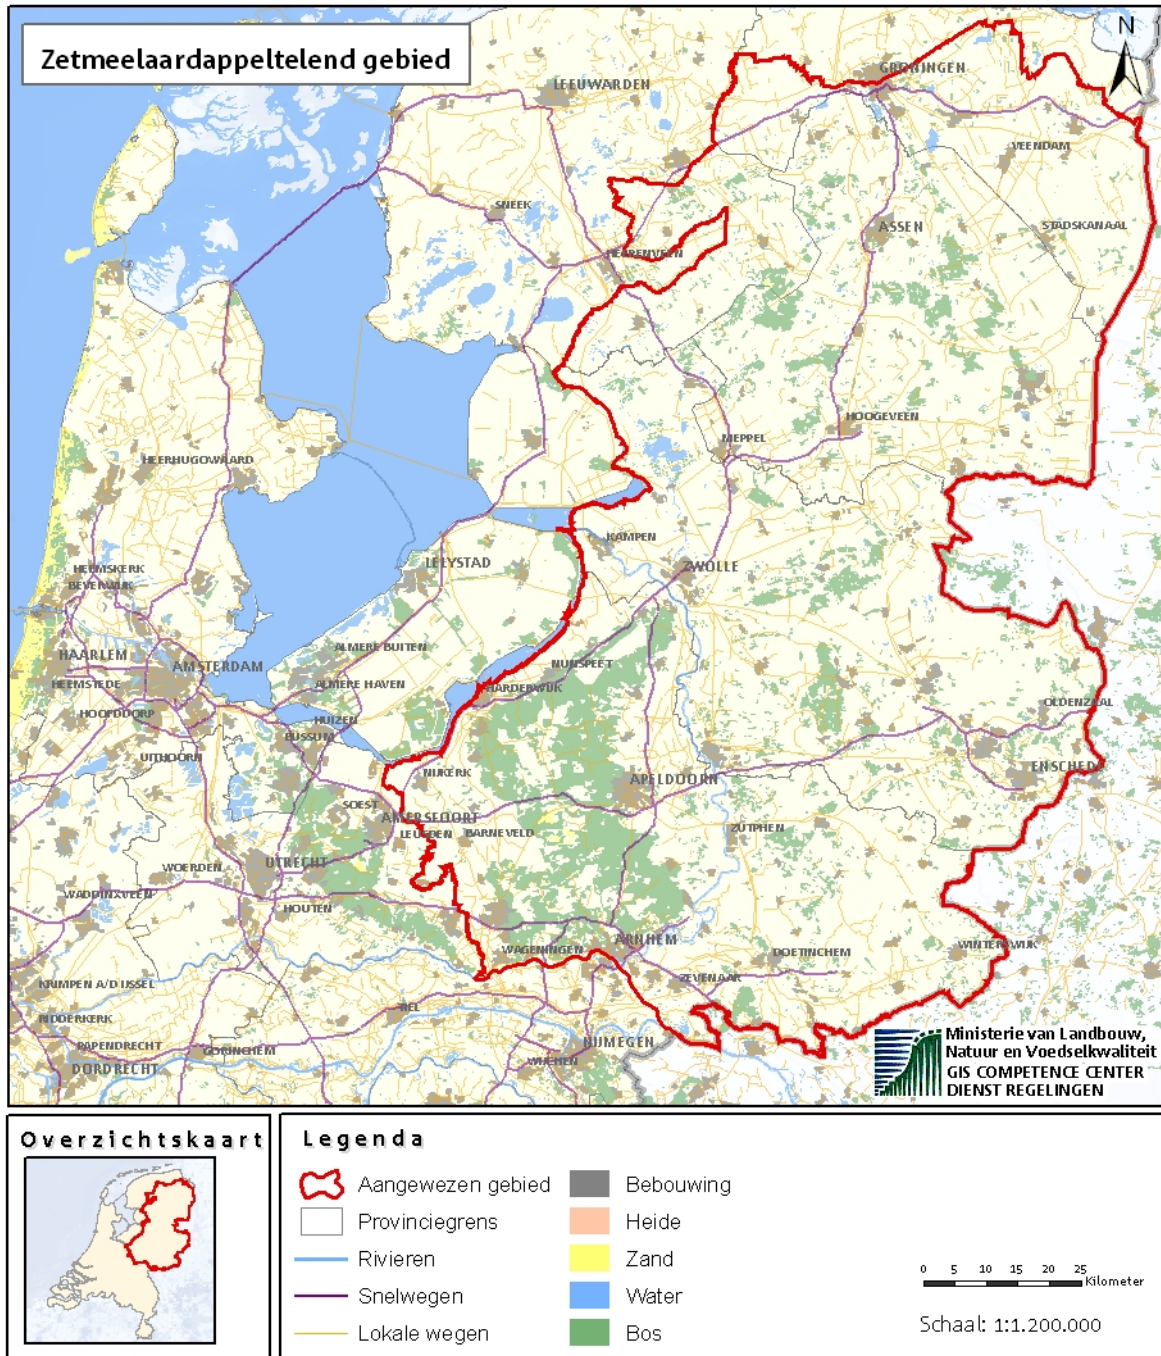 Zetmeelaardappeltelend gebied
N
LEEUWARDEN
GRONINGEN
VEENDAM
SNEEK
ASSEN
STADSKANAAL
HEERENVEEN
HOOGEVEEN
MEPPEL
HEERHUGOWAARD
KAMPEN
LELYSTAD
ZWOLLE
HEEMSKERK
BEVERWIJK
ALMERE BUITEN
HAARLEM
AMSTERDAM
NUNSPEET
HEEMSTEDE
ALMERE HAVEN
HARDERWIJK
OLDENZAAL
HOOFDDORP
HUIZEN
BUSSUM
UITHOORN
NIJKERK
APELDOORN
ENSCHEDE
SOEST
AMERSFOORT
LEUSDEN
BARNEVELD
ZUTPHEN
WOERDEN
UTRECHT
WADDINXVEEN
HOUTEN
WAGENINGEN
ARNHEM
DOETINCHEM
WINTERSWIJK
KRIMPEN A/D IJSSEL
ZEVENAAR
TIEL
RIDDERKERK
PAPENDRECHT
GORINCHEM
NIJMEGEN
WIJCHEN
DORDRECHT
Ministerie van Landbouw,
Natuur en Voedselkwaliteit
GIS COMPETENCE CENTER
DIENST REGELINGEN
Overzichtskaart
Legenda
Aangewezen gebied
Bebouwing
Provinciegrens
Heide
Rivieren
Zand
Snelwegen
Water
Lokale wegen
Bos
0 5 10 15 20 25
Kilometer
Schaal: 1:1.200.000